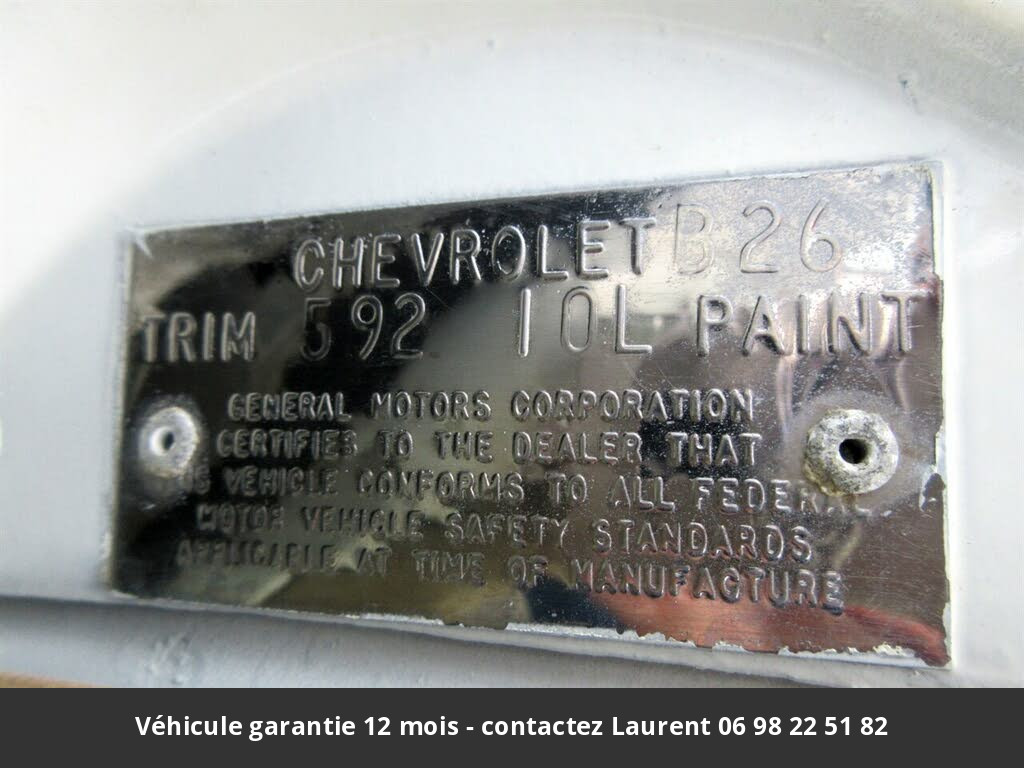 CHEVROLET B26
TRIM 592 10L PAINT
GENERAL MOTORS CORPORATION
CERTIFIES TO THE DEALER THAT
VEHICLE CONFORMS TO ALL FEDERAL
MOTOR VEHICLE SAFETY STANDARDS
APPLICABLE AT TIME OF MANUFACTURE
Véhicule garantie 12 mois - contactez Laurent 06 98 22 51 82